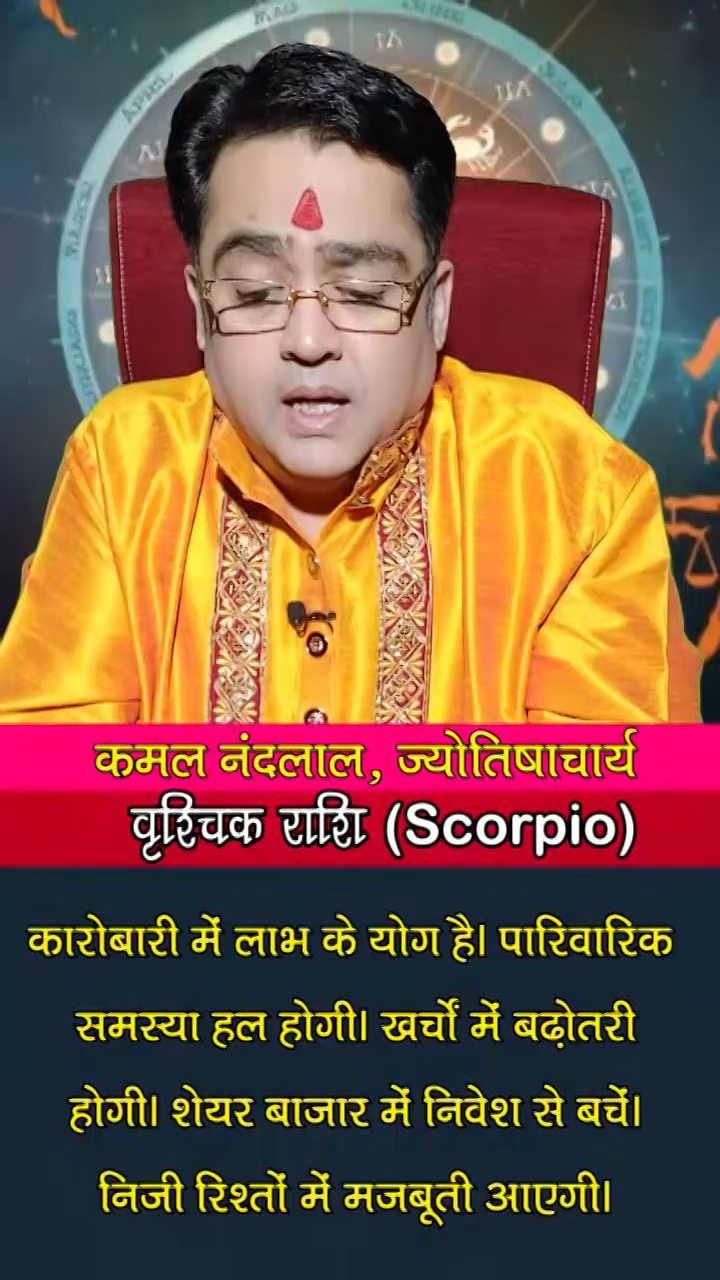 कमल नंदलाल, ज्योतिषाचार्य
वृश्चिक राशि (Scorpio)
कारोबारी में लाभ के योग है। पारिवारिक
समस्या हल होगी। खर्चों में बढ़ोतरी
होगी। शेयर बाजार में निवेश से बचें।
निजी रिश्तों में मजबूती आएगी।